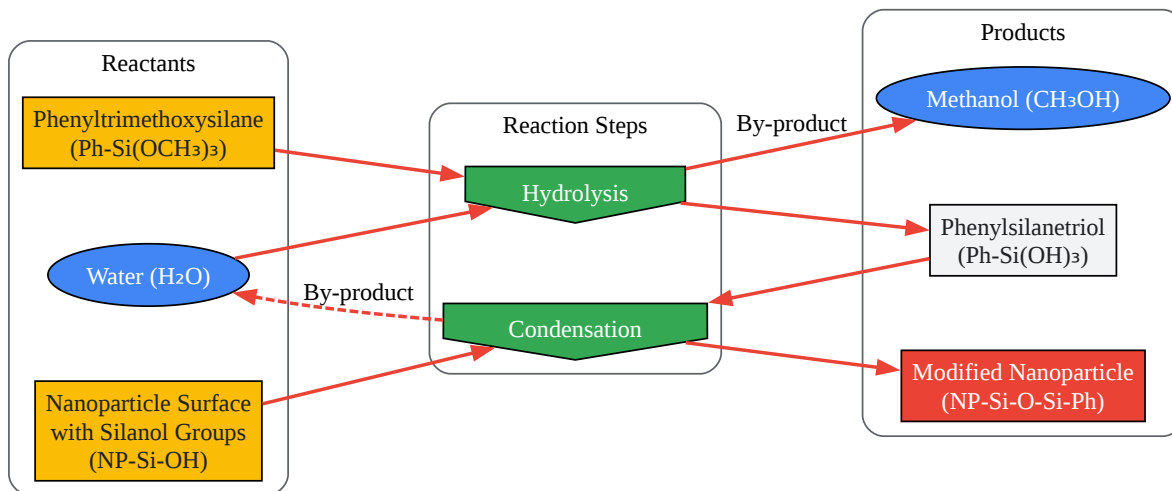 Reactants
Phenyltrimethoxysilane
(Ph-Si(OCH₃)₃)
Water (H₂O)
Nanoparticle Surface
with Silanol Groups
(NP-Si-OH)
Reaction Steps
Hydrolysis
Condensation
By-product
By-product
Products
Methanol (CH₃OH)
Phenylsilanetriol
(Ph-Si(OH)₃)
Modified Nanoparticle
(NP-Si-O-Si-Ph)